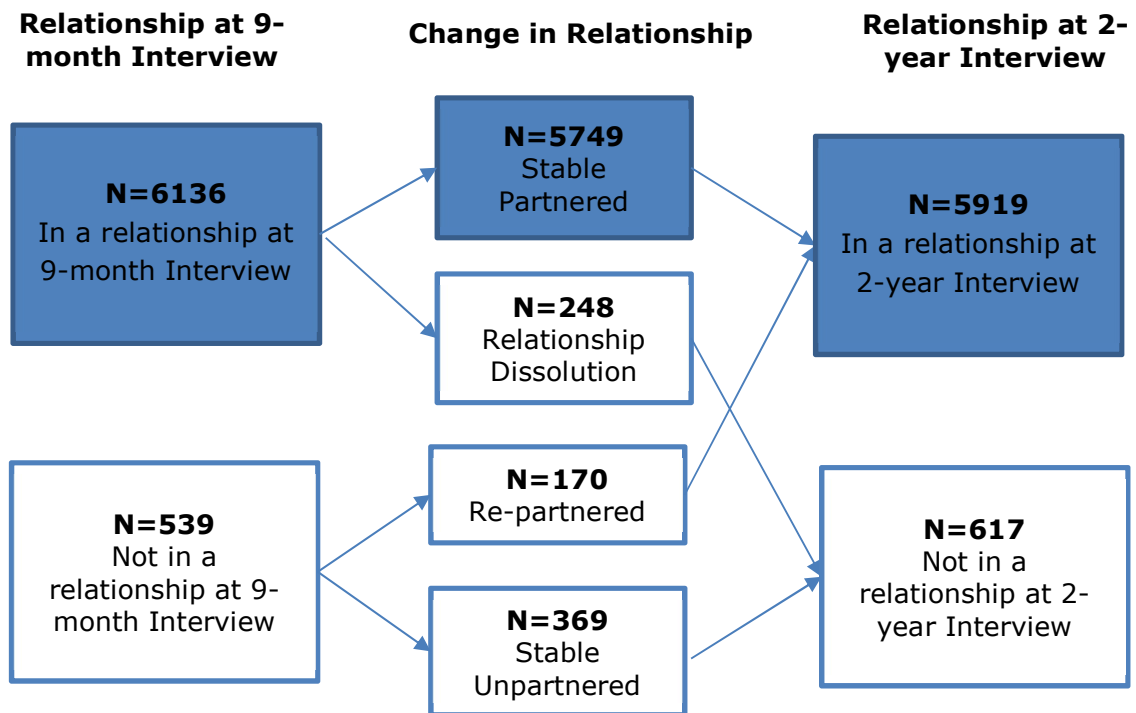 Relationship at 9-
month Interview
Change in Relationship
Relationship at 2-
year Interview
N=6136
In a relationship at
9-month Interview
N=539
Not in a
relationship at 9-
month Interview
N=5749
Stable
Partnered
N=248
Relationship
Dissolution
N=170
Re-partnered
N=369
Stable
Unpartnered
N=5919
In a relationship at
2-year Interview
N=617
Not in a
relationship at 2-
year Interview